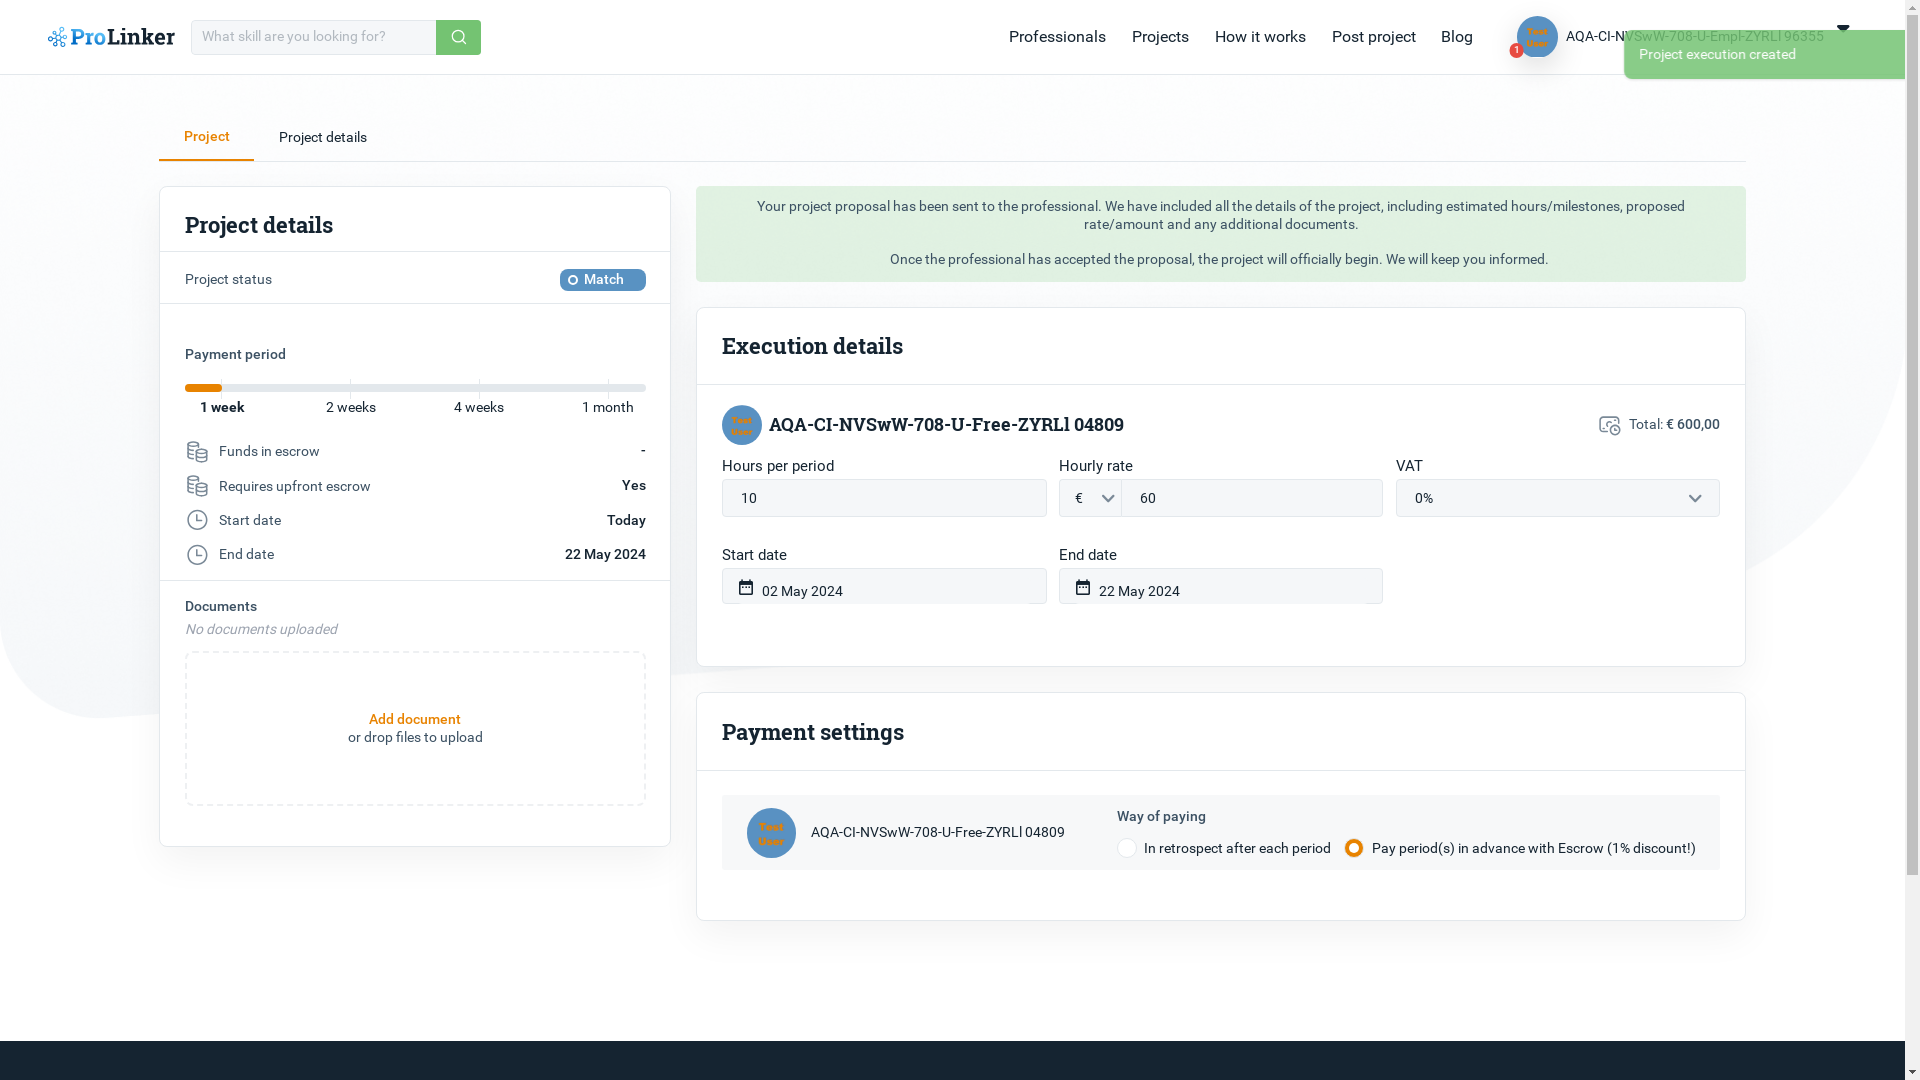 ProLinker
What skill are you looking for?
Professionals
Projects
How it works
Post project
Blog
Test
User
1
AQA-CI-NVSwW-708-U-Empl-ZYRLl 96355
Project execution created
Project
Project details
Project details
Project status
Match
Payment period
1 week
2 weeks
4 weeks
1 month
Funds in escrow
-
Requires upfront escrow
Yes
Start date
Today
End date
22 May 2024
Documents
No documents uploaded
Add document
or drop files to upload
Your project proposal has been sent to the professional. We have included all the details of the project, including estimated hours/milestones, proposed
rate/amount and any additional documents.
Once the professional has accepted the proposal, the project will officially begin. We will keep you informed.
Execution details
Test
User
AQA-CI-NVSwW-708-U-Free-ZYRLl 04809
Total: € 600,00
Hours per period
Hourly rate
VAT
10
€
60
0%
Start date
End date
02 May 2024
22 May 2024
Payment settings
Test
User
AQA-CI-NVSwW-708-U-Free-ZYRLl 04809
Way of paying
In retrospect after each period
Pay period(s) in advance with Escrow (1% discount!)